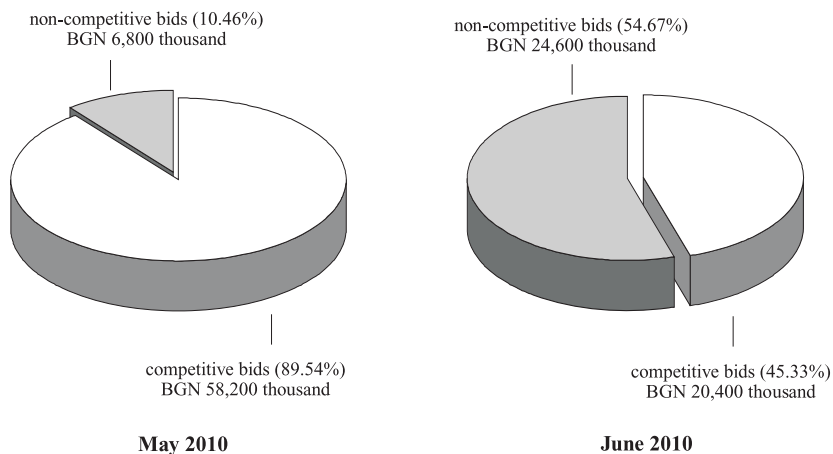 non-competitive bids (10.46%)
BGN 6,800 thousand
competitive bids (89.54%)
BGN 58,200 thousand
May 2010
non-competitive bids (54.67%)
BGN 24,600 thousand
competitive bids (45.33%)
BGN 20,400 thousand
June 2010